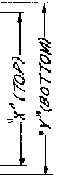 "X" (TOP)
"Y" (BOTTOM)